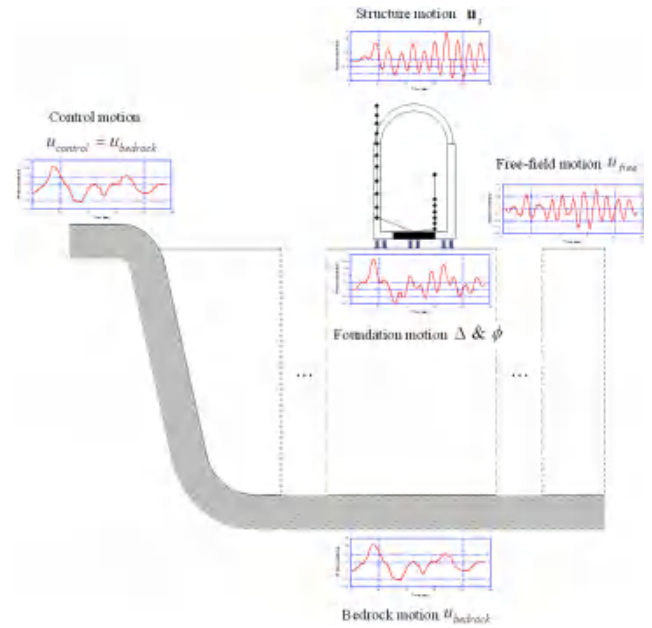 Structure motion u_s
Control motion
u_control = u_bedrock
Free-field motion u_free
Foundation motion Δ & ϕ
...
...
Bedrock motion u_bedrock